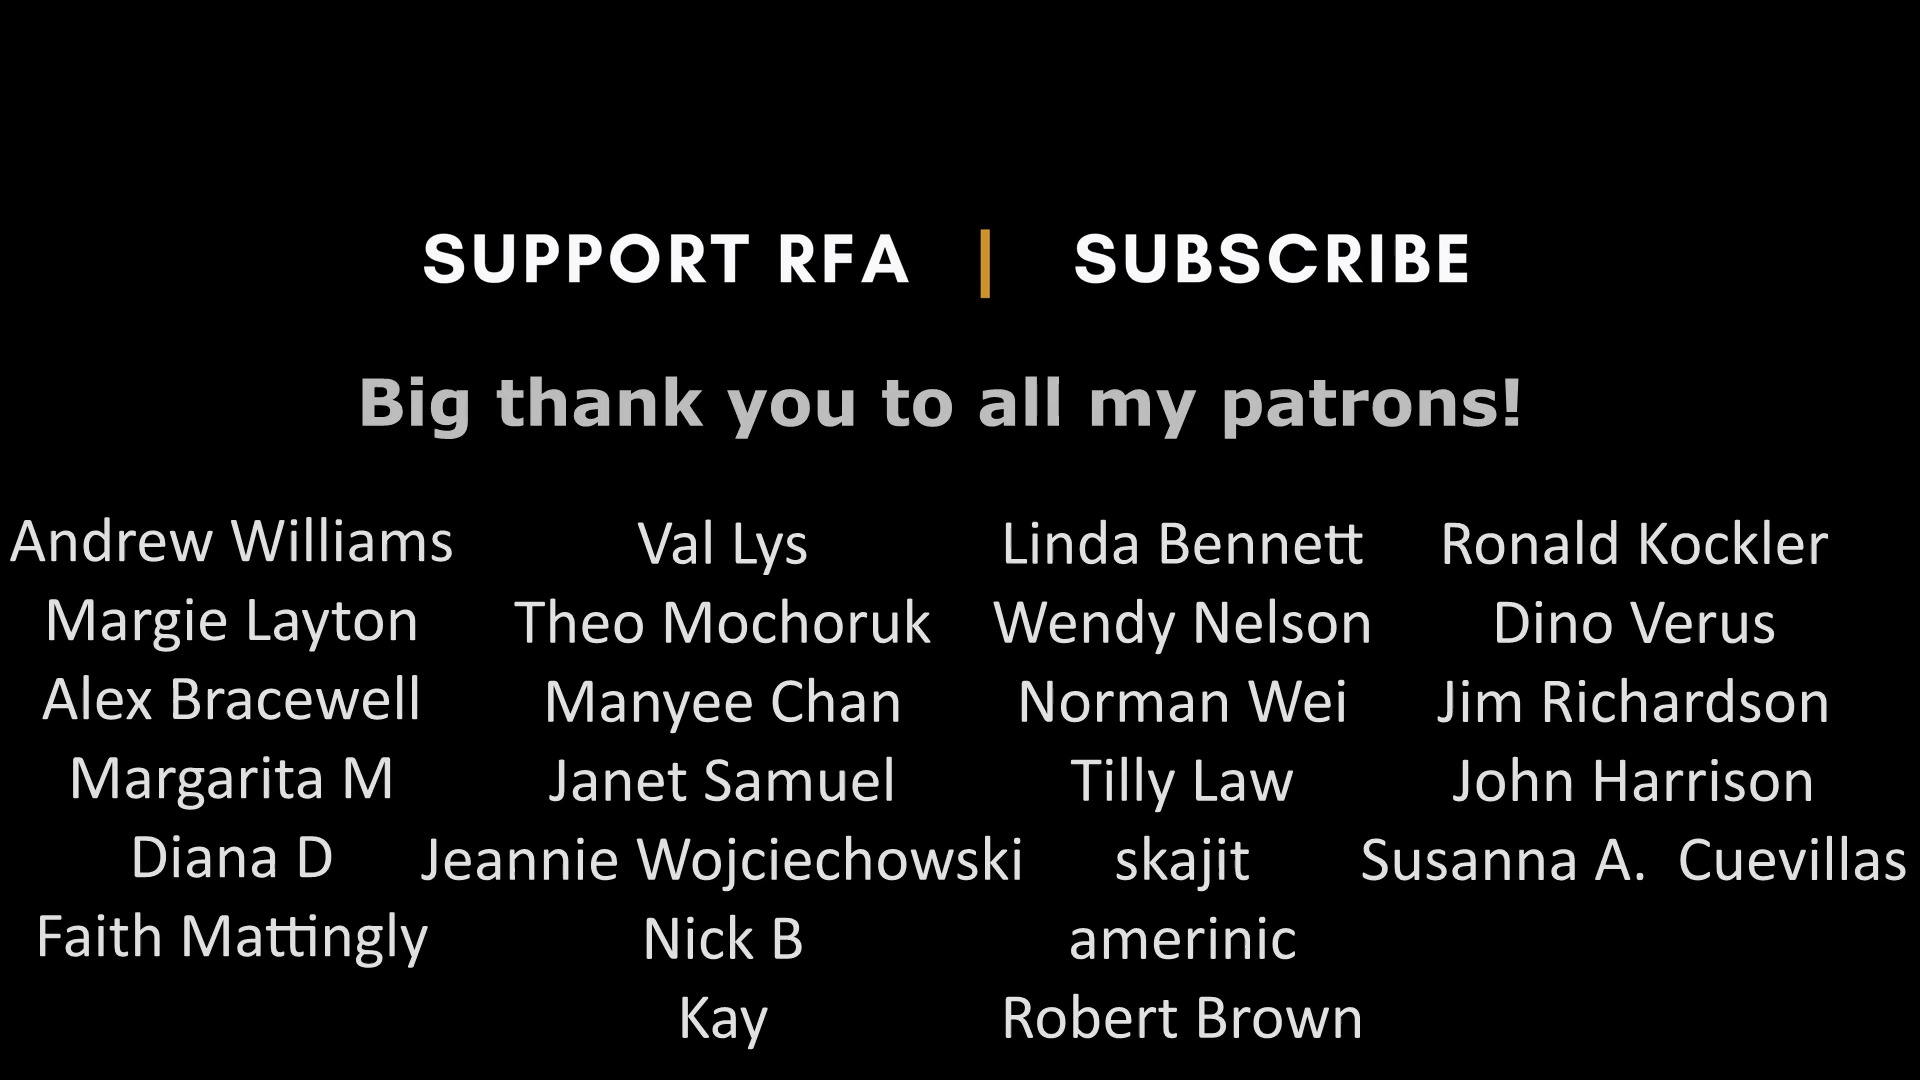 SUPPORT RFA | SUBSCRIBE
Big thank you to all my patrons!
Andrew Williams
Margie Layton
Alex Bracewell
Margarita M
Diana D
Faith Mattingly
Val Lys
Theo Mochoruk
Manyee Chan
Janet Samuel
Jeannie Wojciechowski
Nick B
Kay
Linda Bennett
Wendy Nelson
Norman Wei
Tilly Law
skajit
amerinic
Robert Brown
Ronald Kockler
Dino Verus
Jim Richardson
John Harrison
Susanna A.  Cuevillas